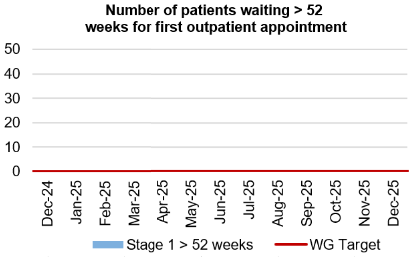 Number of patients waiting > 52
weeks for first outpatient appointment
50
40
30
20
10
0
Dec-24
Jan-25
Feb-25
Mar-25
Apr-25
May-25
Jun-25
Jul-25
Aug-25
Sep-25
Oct-25
Nov-25
Dec-25
Stage 1 > 52 weeks
WG Target